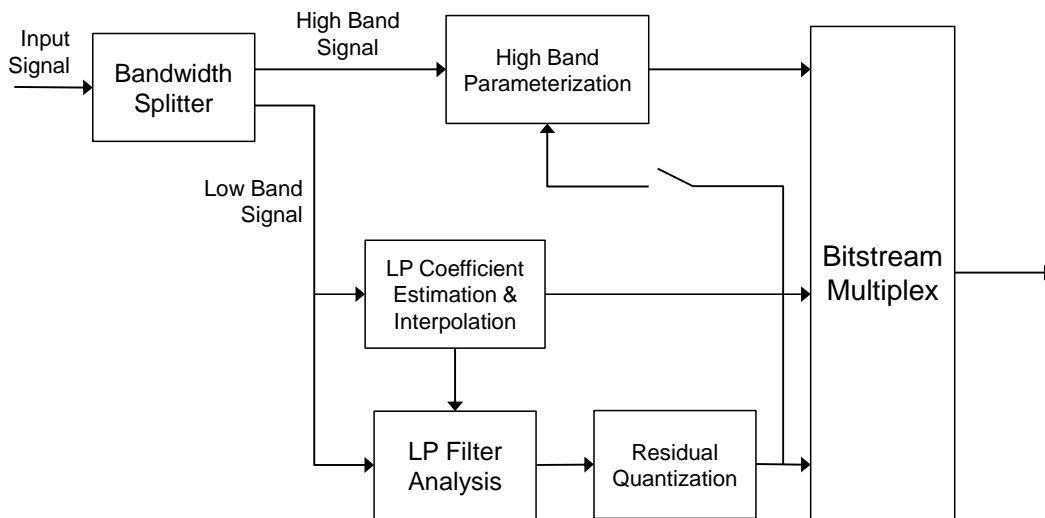 Input
Signal
Bandwidth
Splitter
High Band
Signal
High Band
Parameterization
Low Band
Signal
LP Coefficient
Estimation &
Interpolation
LP Filter
Analysis
Residual
Quantization
Bitstream
Multiplex